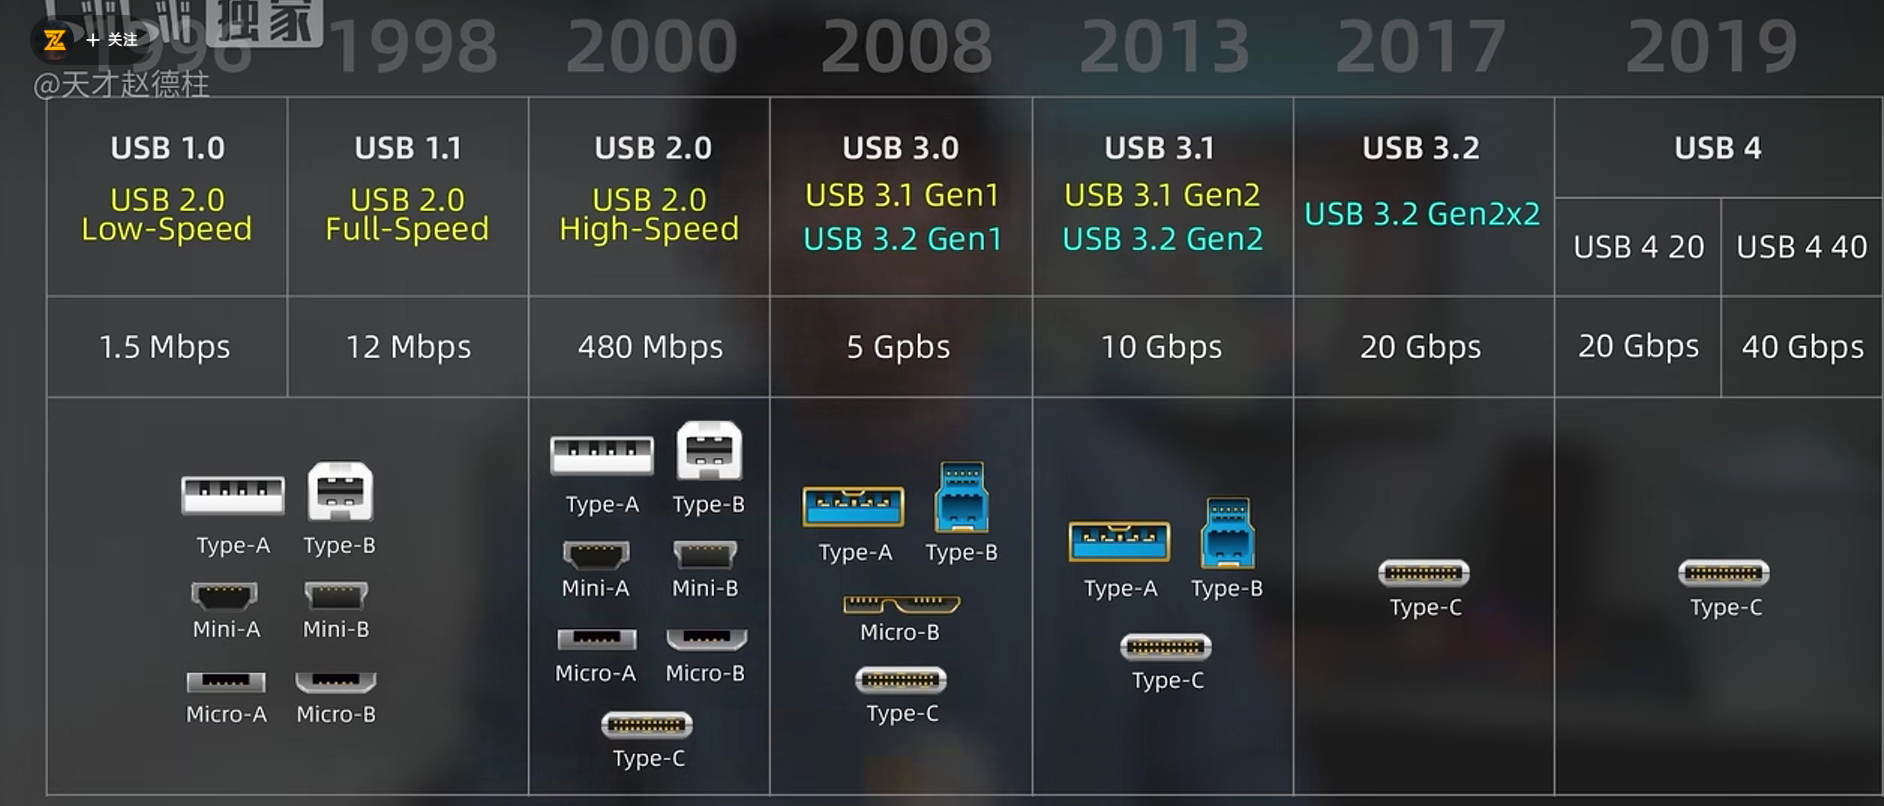 独家
+ 关注
@天才赵德柱
1996 1998 2000 2008 2013 2017 2019
USB 1.0 USB 1.1 USB 2.0 USB 3.0 USB 3.1 USB 3.2 USB 4
USB 2.0 Low-Speed
USB 2.0 Full-Speed
USB 2.0 High-Speed
USB 3.1 Gen1
USB 3.2 Gen1
USB 3.1 Gen2
USB 3.2 Gen2
USB 3.2 Gen2x2
USB 4 20 USB 4 40
1.5 Mbps 12 Mbps 480 Mbps 5 Gpbs 10 Gbps 20 Gbps 20 Gbps 40 Gbps
Type-A Type-B
Mini-A Mini-B
Micro-A Micro-B
Type-A Type-B
Mini-A Mini-B
Micro-A Micro-B
Type-C
Type-A Type-B
Micro-B
Type-C
Type-A Type-B
Type-C
Type-C
Type-C